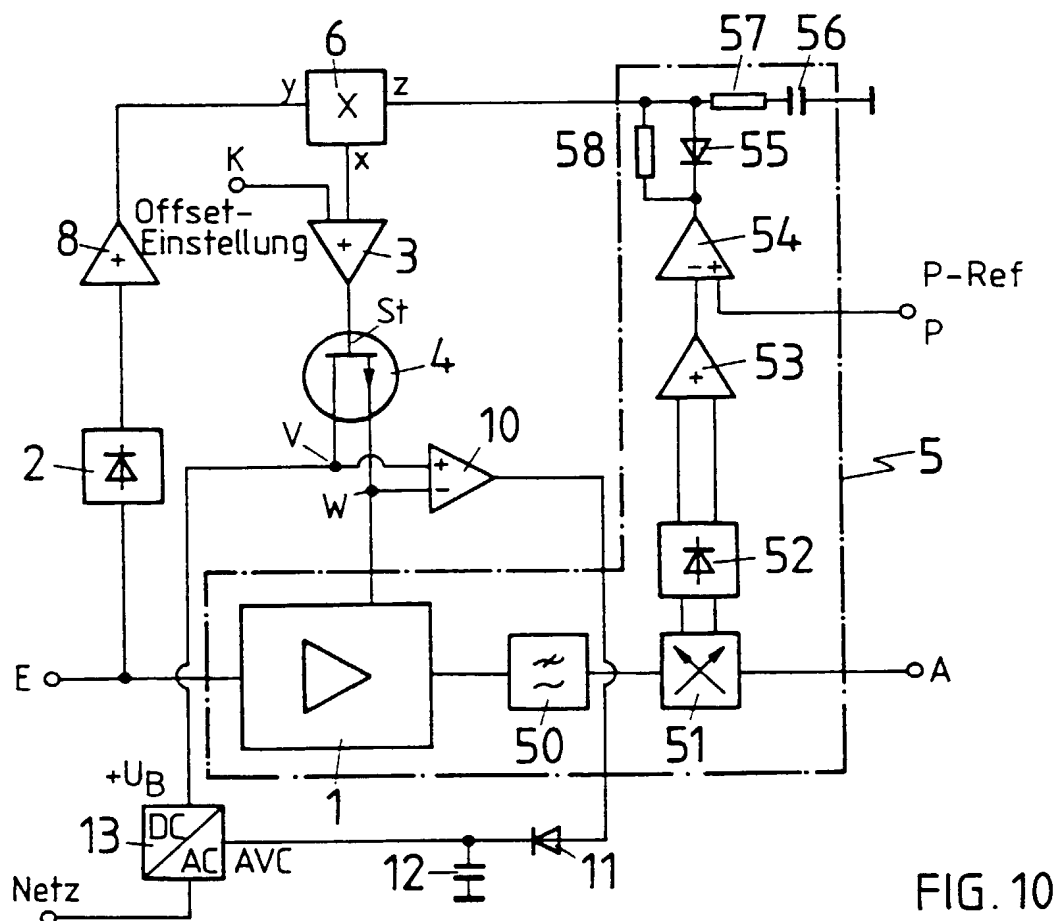 57 56
6
y X z
58 55
x
K
Offset-
Einstellung
8 + + 3
54
- +
P-Ref
P
St
4
53
+
2
V
10
+
-
W
5
52
E
A
1
50
51
+UB
13 DC
AC AVC
12
11
Netz
FIG. 10